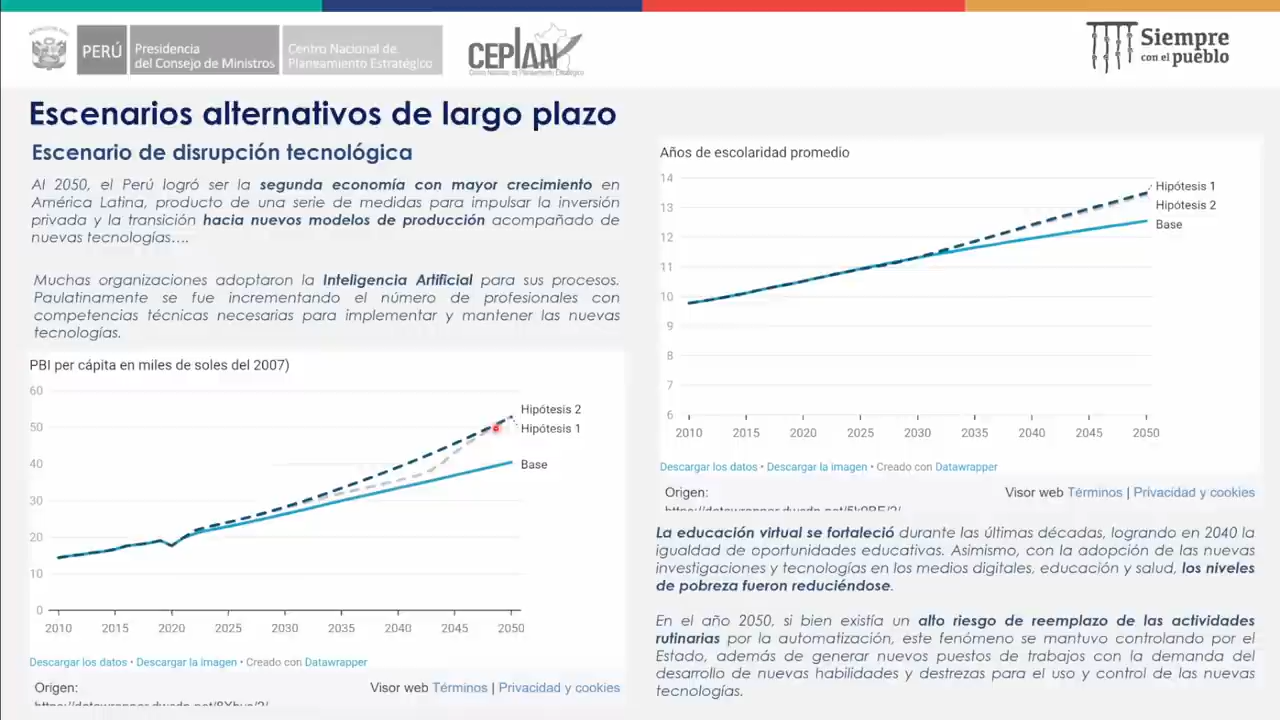 PERÚ
Presidencia
del Consejo de Ministros
Centro Nacional de
Planeamiento Estratégico
CEPLAN
Centro Nacional de Planeamiento Estratégico
Siempre
con el pueblo
Escenarios alternativos de largo plazo
Escenario de disrupción tecnológica
Al 2050, el Perú logró ser la segunda economía con mayor crecimiento en
América Latina, producto de una serie de medidas para impulsar la inversión
privada y la transición hacia nuevos modelos de producción acompañado de
nuevas tecnologías….
Muchas organizaciones adoptaron la Inteligencia Artificial para sus procesos.
Paulatinamente se fue incrementando el número de profesionales con
competencias técnicas necesarias para implementar y mantener las nuevas
tecnologías.
PBI per cápita en miles de soles del 2007)
60
50
40
30
20
10
0
Hipótesis 2
Hipótesis 1
Base
2010 2015 2020 2025 2030 2035 2040 2045 2050
Descargar los datos • Descargar la imagen • Creado con Datawrapper
Origen:
Visor web Términos | Privacidad y cookies
Años de escolaridad promedio
14
13
12
11
10
9
8
7
6
Hipótesis 1
Hipótesis 2
Base
2010 2015 2020 2025 2030 2035 2040 2045 2050
Descargar los datos • Descargar la imagen • Creado con Datawrapper
Origen:
Visor web Términos | Privacidad y cookies
La educación virtual se fortaleció durante las últimas décadas, logrando en 2040 la
igualdad de oportunidades educativas. Asimismo, con la adopción de las nuevas
investigaciones y tecnologías en los medios digitales, educación y salud, los niveles
de pobreza fueron reduciéndose.
En el año 2050, si bien existía un alto riesgo de reemplazo de las actividades
rutinarias por la automatización, este fenómeno se mantuvo controlando por el
Estado, además de generar nuevos puestos de trabajos con la demanda del
desarrollo de nuevas habilidades y destrezas para el uso y control de las nuevas
tecnologías.